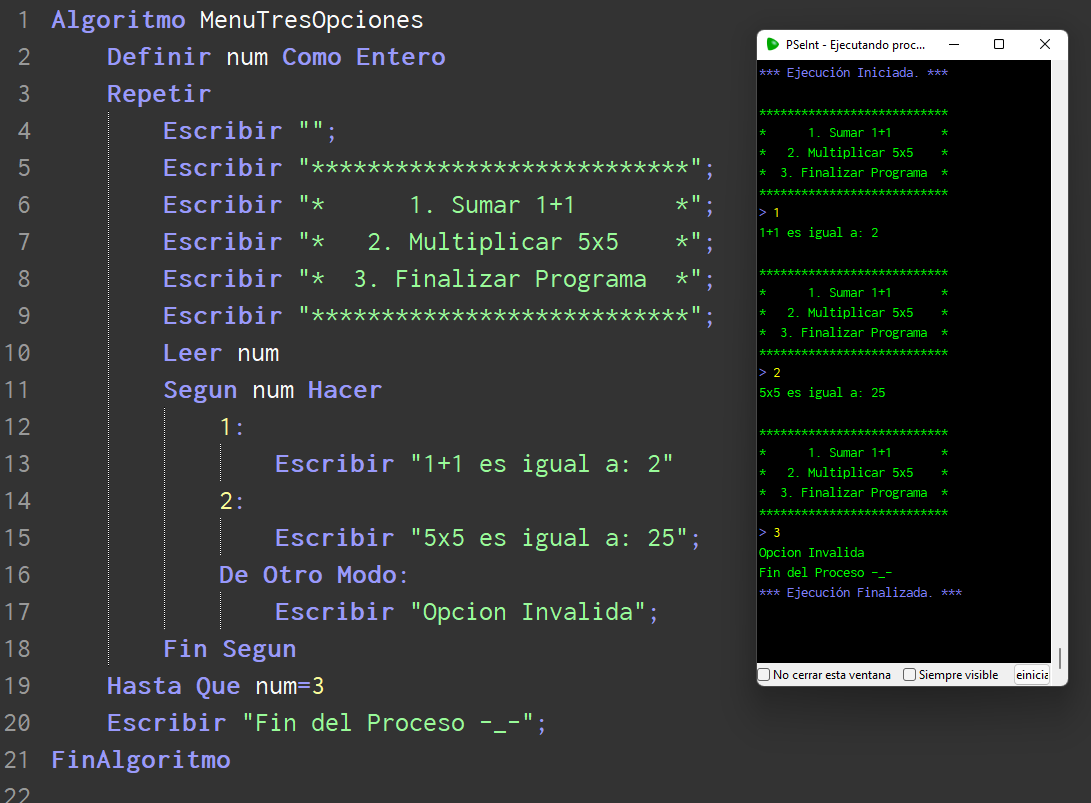 1 Algoritmo MenuTresOpciones
2 Definir num Como Entero
3 Repetir
4 Escribir "";
5 Escribir "***************************";
6 Escribir "*      1. Sumar 1+1       *";
7 Escribir "*   2. Multiplicar 5x5    *";
8 Escribir "*  3. Finalizar Programa  *";
9 Escribir "***************************";
10 Leer num
11 Segun num Hacer
12 1:
13 Escribir "1+1 es igual a: 2"
14 2:
15 Escribir "5x5 es igual a: 25";
16 De Otro Modo:
17 Escribir "Opcion Invalida";
18 Fin Segun
19 Hasta Que num=3
20 Escribir "Fin del Proceso -_-";
21 FinAlgoritmo
22
PSeInt - Ejecutando proc...
*** Ejecución Iniciada. ***
***************************
*      1. Sumar 1+1       *
*   2. Multiplicar 5x5    *
*  3. Finalizar Programa  *
***************************
> 1
1+1 es igual a: 2
***************************
*      1. Sumar 1+1       *
*   2. Multiplicar 5x5    *
*  3. Finalizar Programa  *
***************************
> 2
5x5 es igual a: 25
***************************
*      1. Sumar 1+1       *
*   2. Multiplicar 5x5    *
*  3. Finalizar Programa  *
***************************
> 3
Opcion Invalida
Fin del Proceso -_-
*** Ejecución Finalizada. ***
No cerrar esta ventana Siempre visible einicia